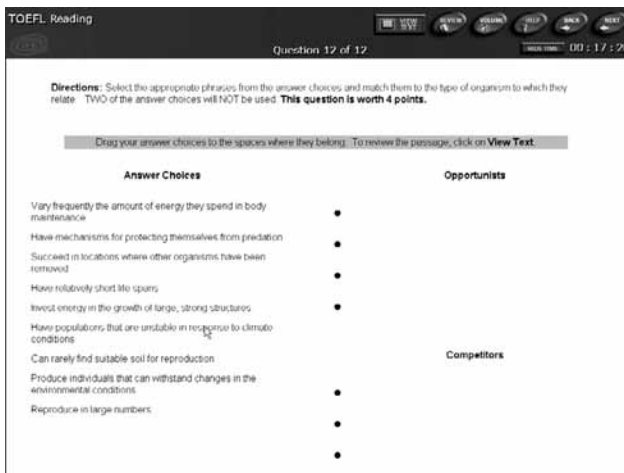 TOEFL Reading
VIEW TEXT
REVIEW
VOLUME
HELP
BACK
NEXT
Question 12 of 12
HIDE TIME
00 : 17 : 2
Directions: Select the appropriate phrases from the answer choices and match them to the type of organism to which they
relate. TWO of the answer choices will NOT be used. This question is worth 4 points.
Drag your answer choices to the spaces where they belong. To review the passage, click on View Text.
Answer Choices
Opportunists
Vary frequently the amount of energy they spend in body
maintenance
Have mechanisms for protecting themselves from predation
Succeed in locations where other organisms have been
removed
Have relatively short life spans
Invest energy in the growth of large, strong structures
Have populations that are unstable in response to climate
conditions
Can rarely find suitable soil for reproduction
Competitors
Produce individuals that can withstand changes in the
environmental conditions
Reproduce in large numbers